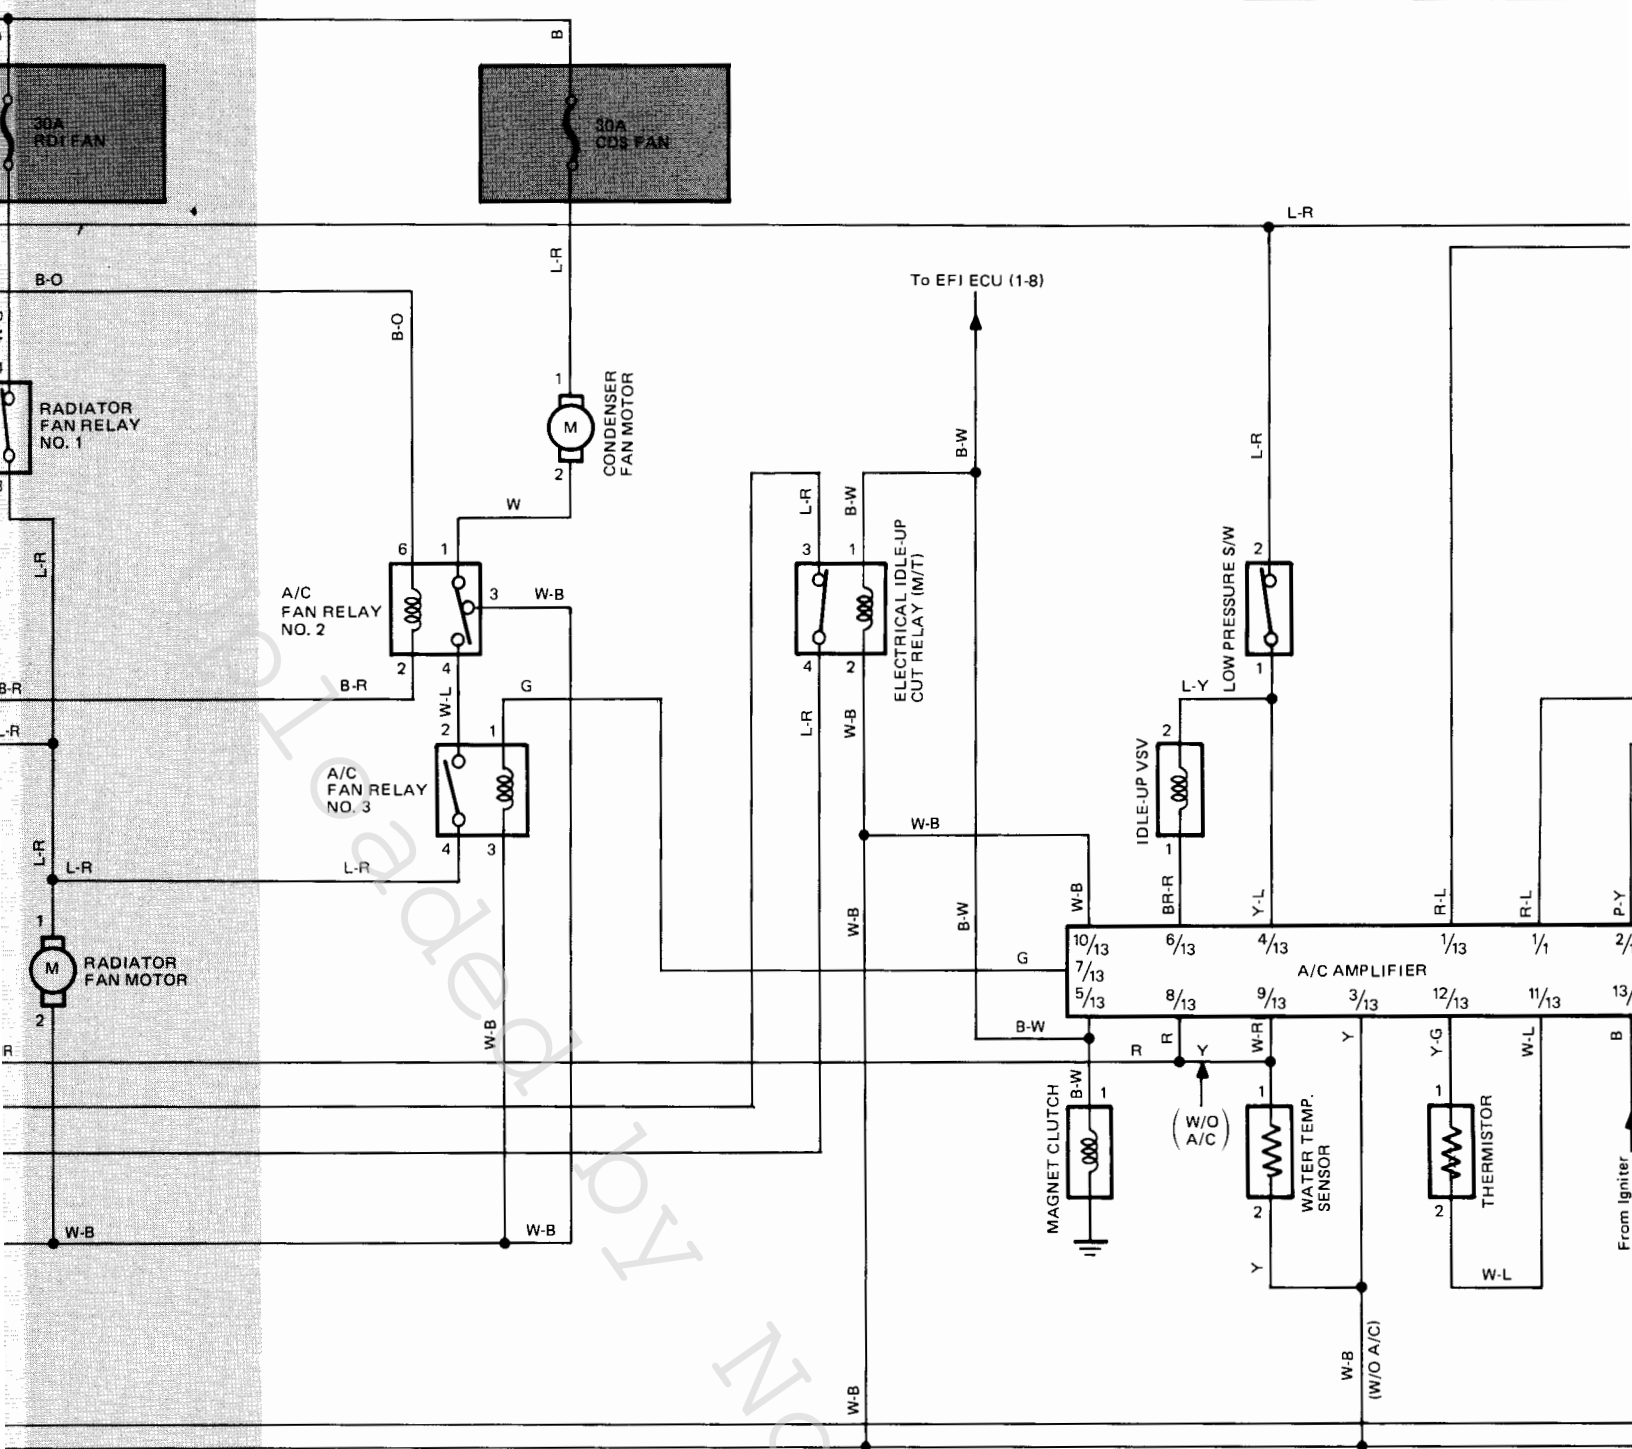 B
30A
RDI FAN
30A
CDS FAN
L-R
B-O
L-R
To EFI ECU (1-8)
B-O
1
CONDENSER
FAN MOTOR
M
RADIATOR
FAN RELAY
NO. 1
B-W
L-R
2
W
L-R
B-W
L-R
6
1
3
1
2
ELECTRICAL IDLE-UP
CUT RELAY (M/T)
LOW PRESSURE S/W
A/C
FAN RELAY
NO. 2
3
W-B
2
4
4
2
1
B-R
B-R
W-L
G
L-Y
L-R
L-R
W-B
2
1
2
A/C
FAN RELAY
NO. 3
IDLE-UP VSV
W-B
4
3
1
L-R
L-R
L-R
W-B
BR-R
Y-L
R-L
R-L
P-Y
1
W-B
B-W
10/13
6/13
4/13
1/13
1/1
2/
M
RADIATOR
FAN MOTOR
G
7/13
A/C AMPLIFIER
5/13
8/13
9/13
3/13
12/13
11/13
13/
2
W-B
B-W
R
W-R
Y
Y-G
W-L
B
R
R
Y
B-W
1
1
1
MAGNET CLUTCH
(W/O
A/C)
WATER TEMP.
SENSOR
THERMISTOR
From Igniter
2
2
W-B
W-B
Y
W-L
W-B
W-B
(W/O A/C)
Uploaded by No